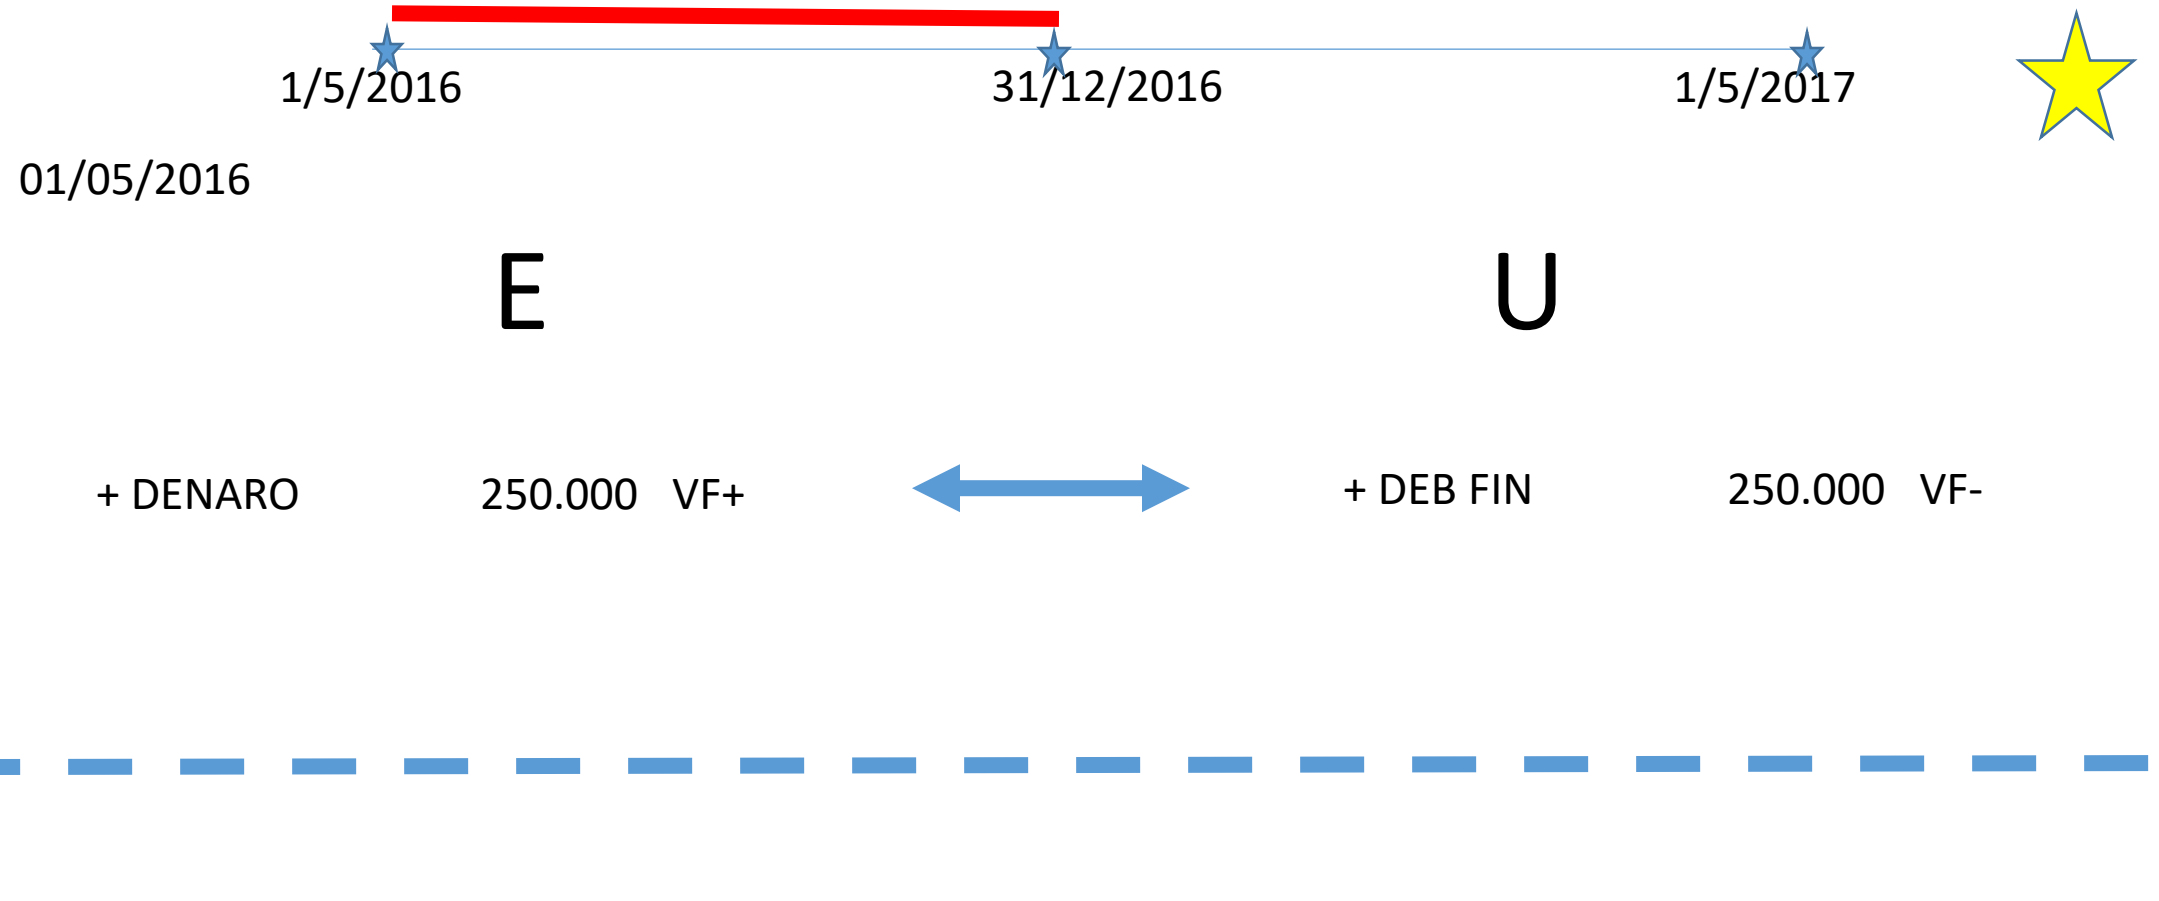 1/5/2016 31/12/2016 1/5/2017
01/05/2016
E U
+ DENARO 250.000 VF+ + DEB FIN 250.000 VF-